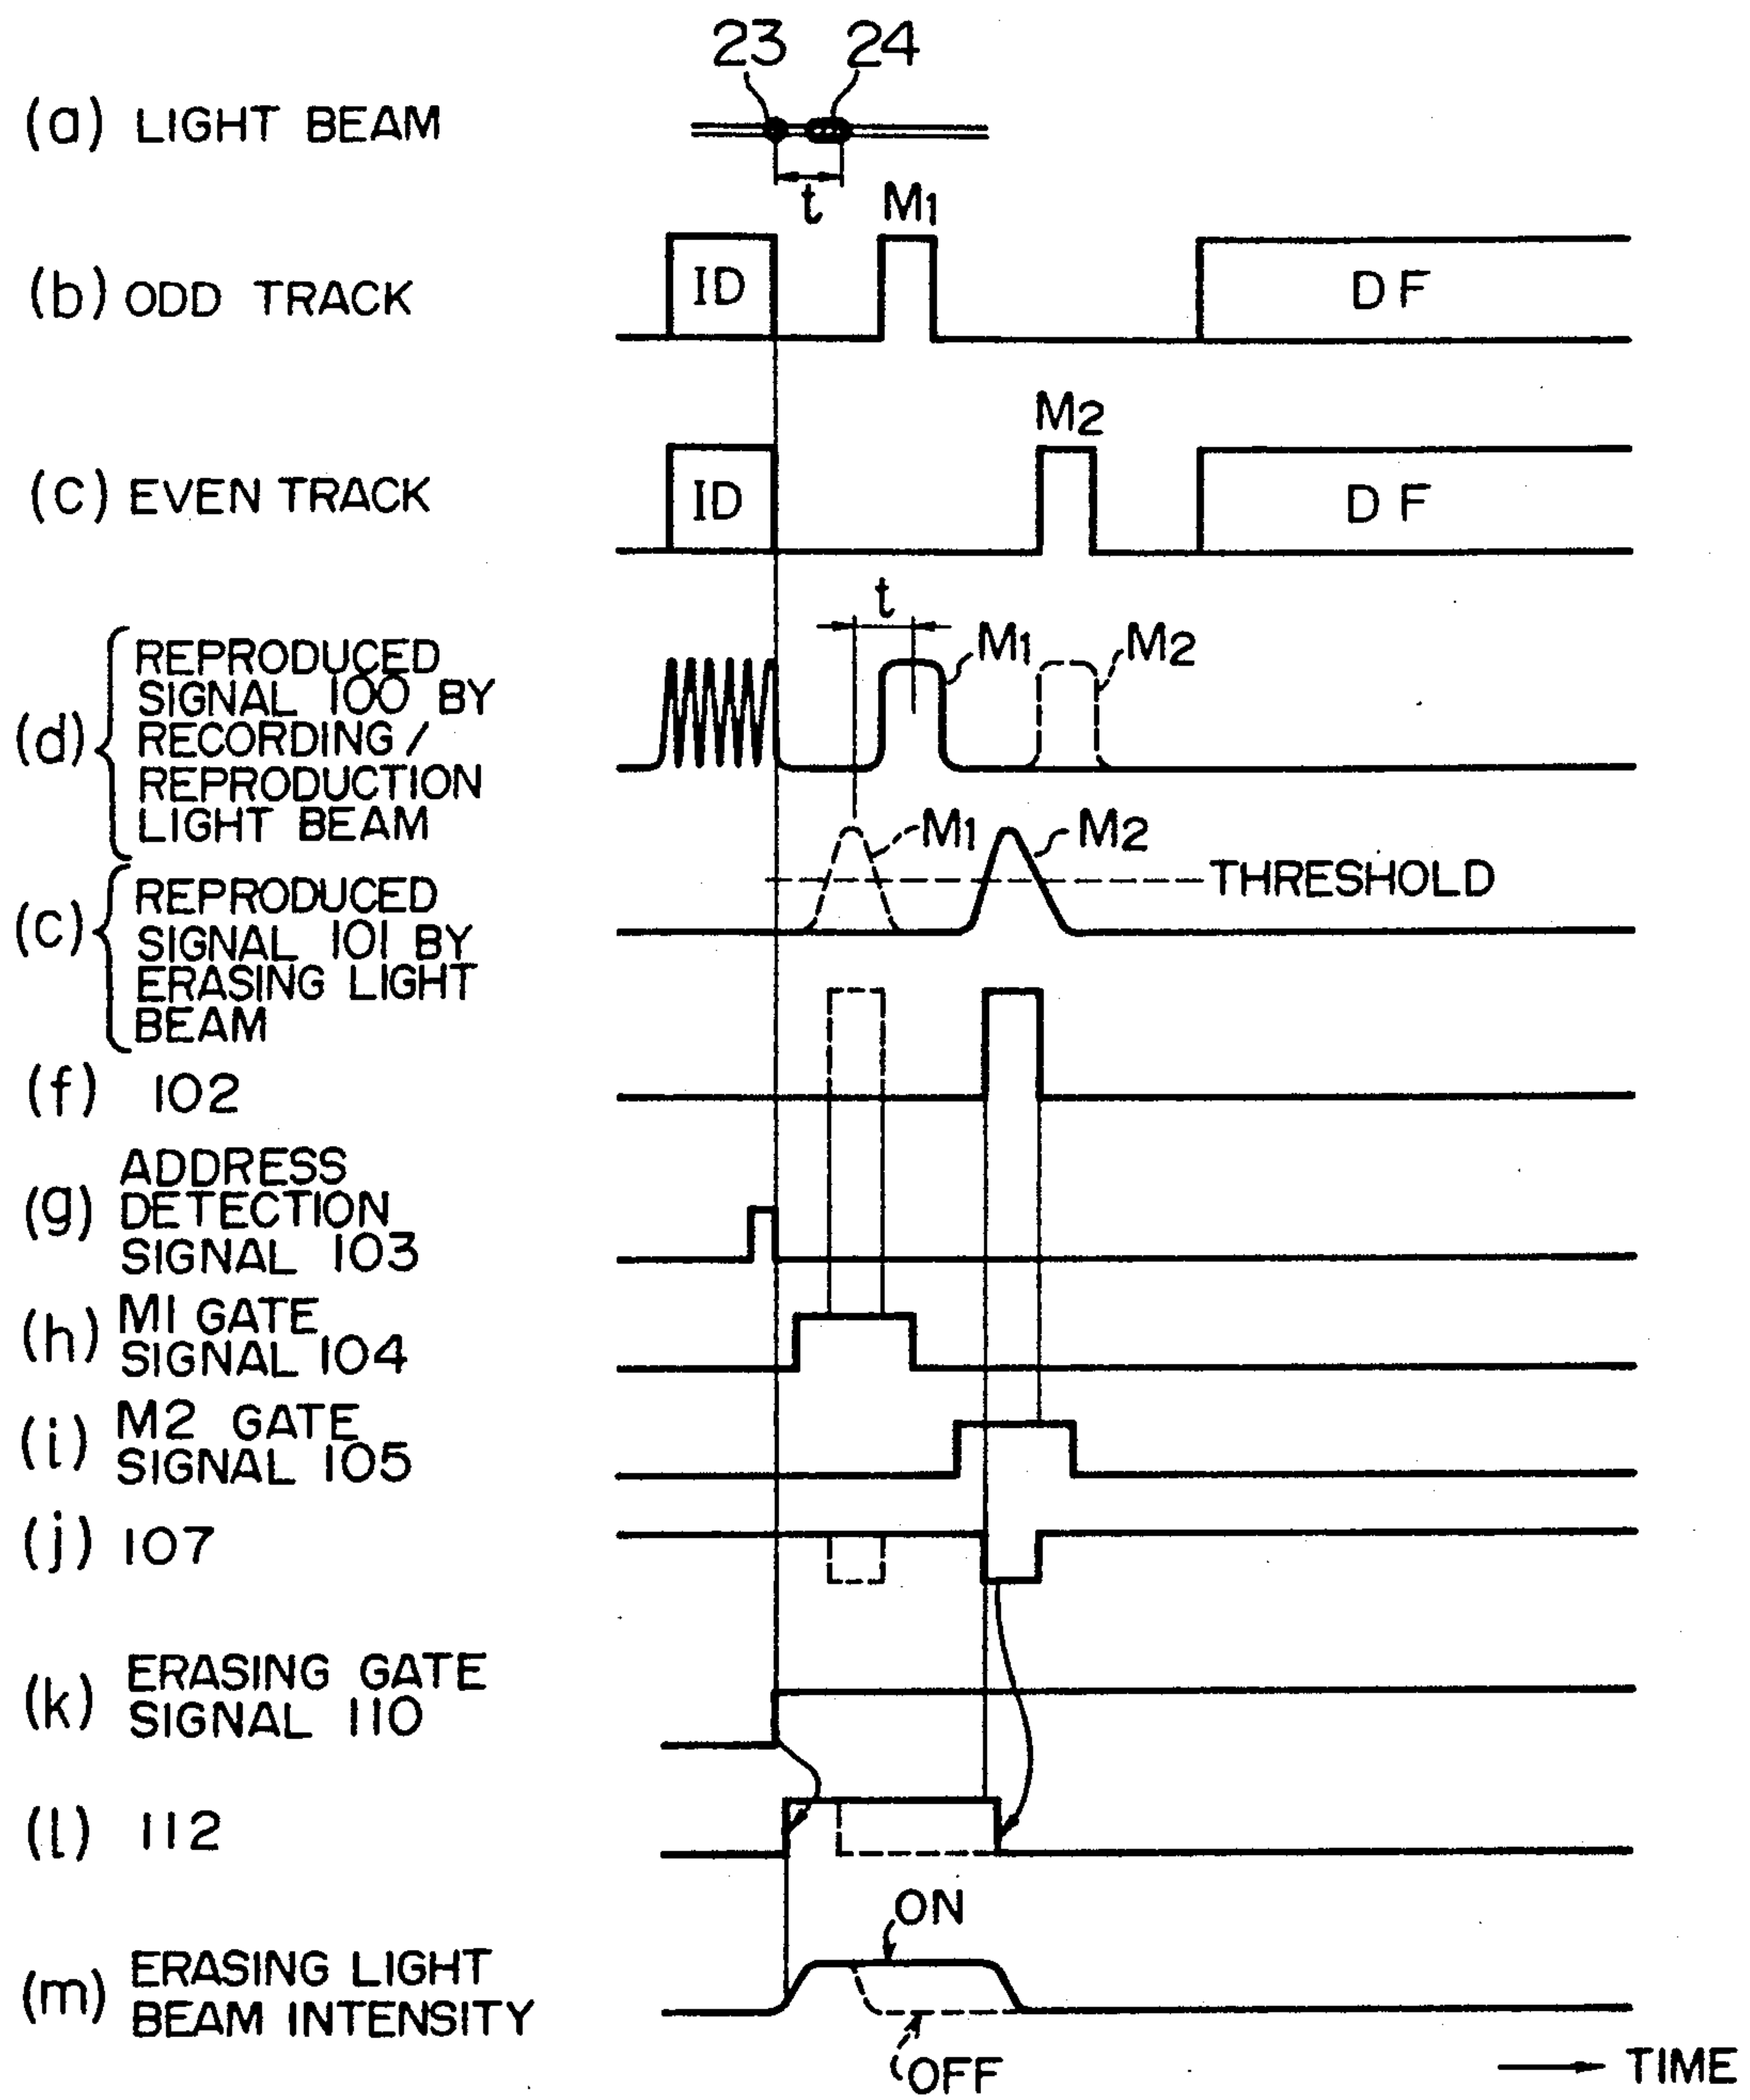 23 24
(a) LIGHT BEAM
t
M1
(b) ODD TRACK ID DF
M2
(c) EVEN TRACK ID DF
t
M1 M2
(d) REPRODUCED
SIGNAL 100 BY
RECORDING/
REPRODUCTION
LIGHT BEAM
M1 M2
THRESHOLD
(c) REPRODUCED
SIGNAL 101 BY
ERASING LIGHT
BEAM
(f) 102
(g) ADDRESS
DETECTION
SIGNAL 103
(h) M1 GATE
SIGNAL 104
(i) M2 GATE
SIGNAL 105
(j) 107
(k) ERASING GATE
SIGNAL 110
(l) 112
ON
(m) ERASING LIGHT
BEAM INTENSITY
OFF
TIME